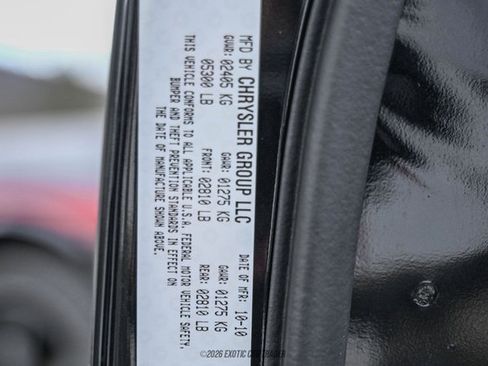 MFD BY CHRYSLER GROUP LLC DATE OF MFR: 10-10
GVWR: 02405 KG GAWR: 01275 KG GAWR: 01275 KG
05300 LB FRONT: 02810 LB REAR: 02810 LB
THIS VEHICLE CONFORMS TO ALL APPLICABLE U.S.A. FEDERAL MOTOR VEHICLE SAFETY,
BUMPER AND THEFT PREVENTION STANDARDS IN EFFECT ON
THE DATE OF MANUFACTURE SHOWN ABOVE.
©2026 EXOTIC CAR TRADER